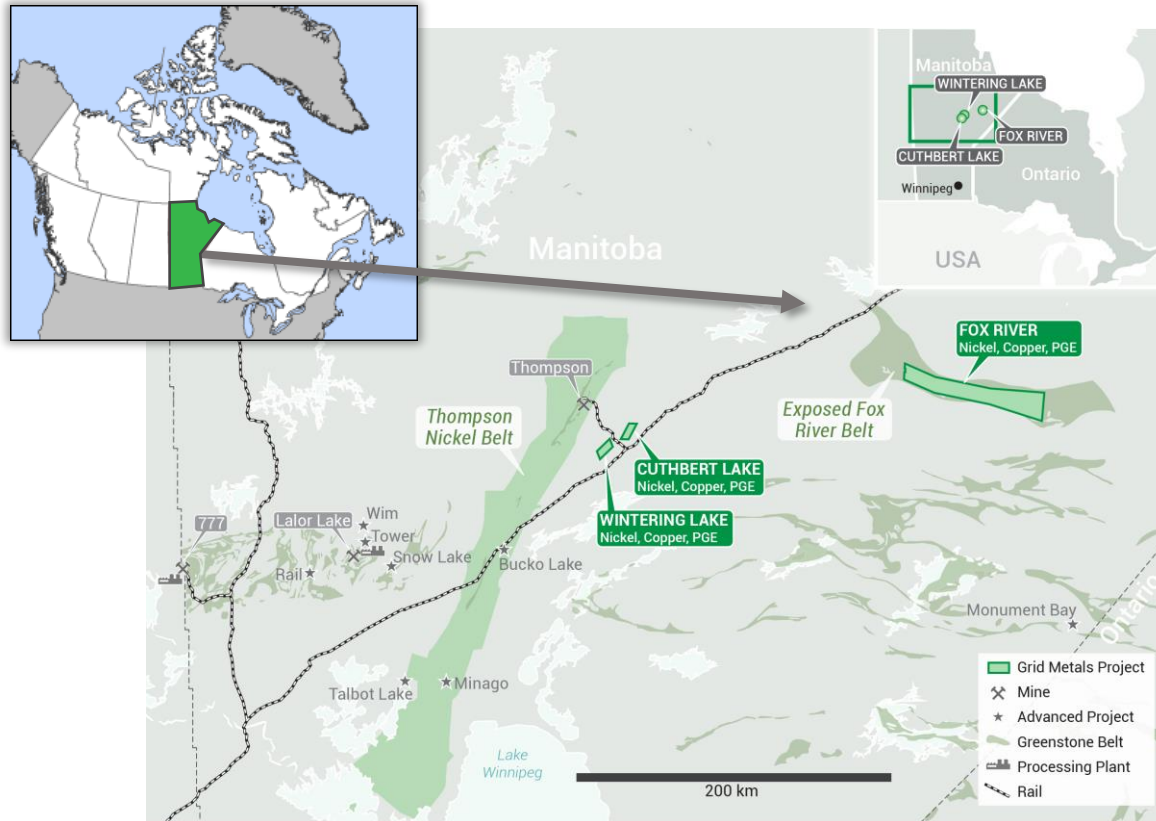 Manitoba
WINTERING LAKE
FOX RIVER
CUTHBERT LAKE
Ontario
Winnipeg
USA
Manitoba
FOX RIVER
Nickel, Copper, PGE
Thompson
Thompson
Nickel Belt
Exposed Fox
River Belt
CUTHBERT LAKE
Nickel, Copper, PGE
WINTERING LAKE
Nickel, Copper, PGE
777
Lalor Lake
Wim
Tower
Snow Lake
Rail
Bucko Lake
Monument Bay
Ontario
Talbot Lake
Minago
Lake
Winnipeg
200 km
Grid Metals Project
Mine
Advanced Project
Greenstone Belt
Processing Plant
Rail